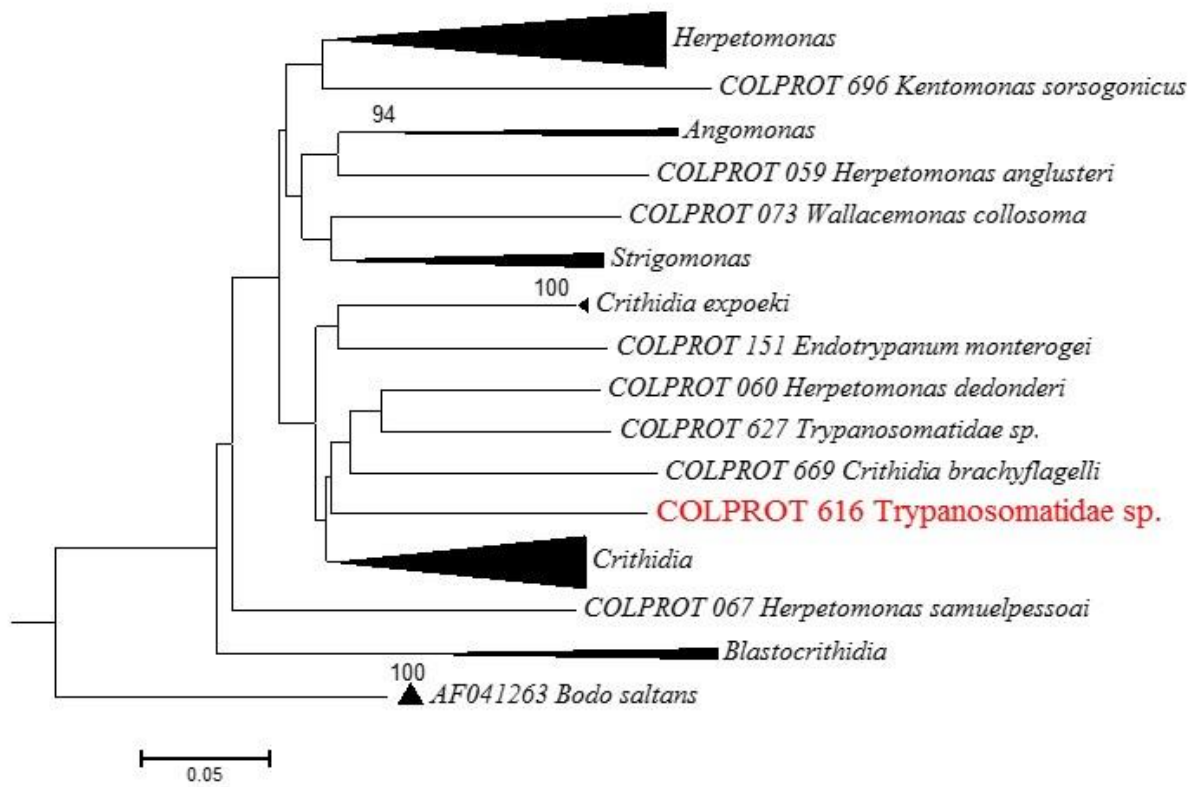 Herpetomonas
COLPROT 696 Kentomonas sorsogonicus
94
Angomonas
COLPROT 059 Herpetomonas anglusteri
COLPROT 073 Wallacemonas collosoma
Strigomonas
100
Crithidia expoeki
COLPROT 151 Endotrypanum monterogei
COLPROT 060 Herpetomonas dedonderi
COLPROT 627 Trypanosomatidae sp.
COLPROT 669 Crithidia brachyflagelli
COLPROT 616 Trypanosomatidae sp.
Crithidia
COLPROT 067 Herpetomonas samuelpessoai
Blastocrithidia
100
AF041263 Bodo saltans
0.05